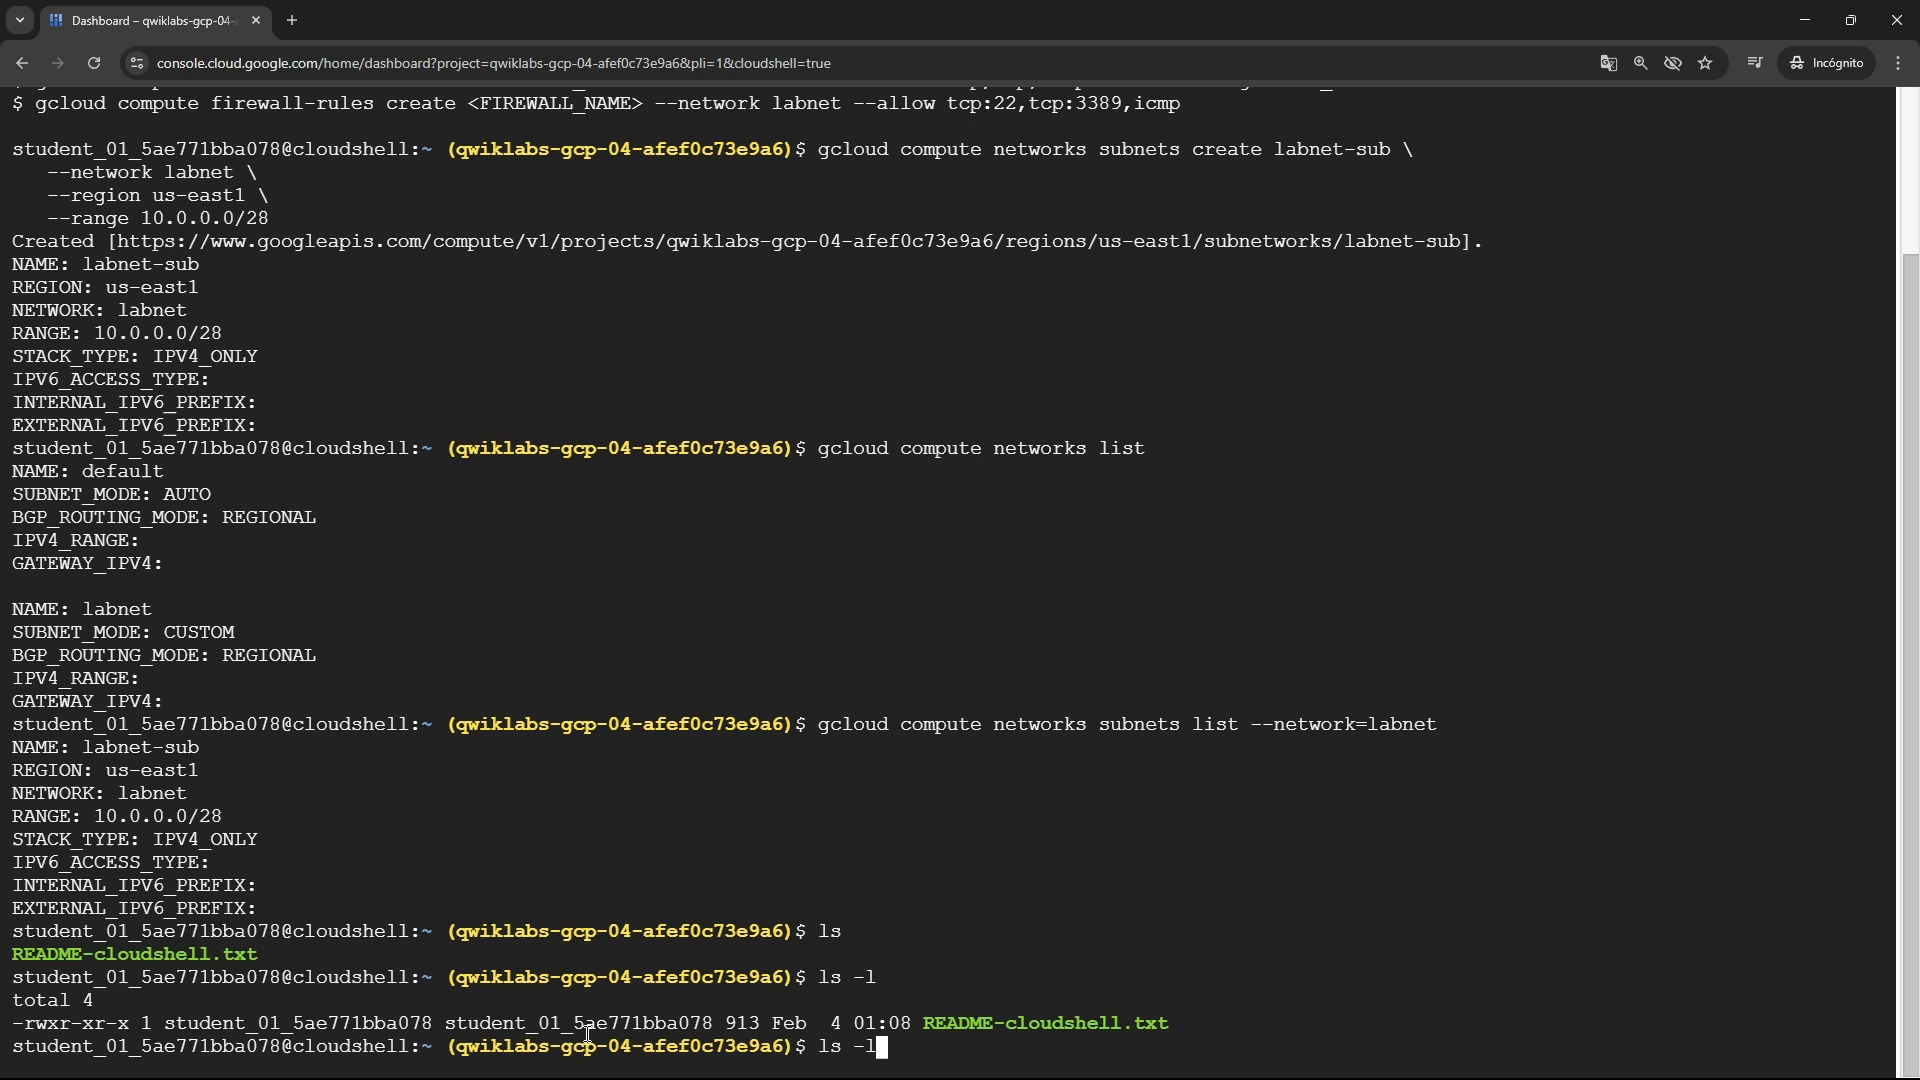 Dashboard – qwiklabs-gcp-04-
console.cloud.google.com/home/dashboard?project=qwiklabs-gcp-04-afef0c73e9a6&pli=1&cloudshell=true
Incógnito
$ gcloud compute firewall-rules create <FIREWALL_NAME> --network labnet --allow tcp:22,tcp:3389,icmp
student_01_5ae771bba078@cloudshell:~ (qwiklabs-gcp-04-afef0c73e9a6)$ gcloud compute networks subnets create labnet-sub \
--network labnet \
--region us-east1 \
--range 10.0.0.0/28
Created [https://www.googleapis.com/compute/v1/projects/qwiklabs-gcp-04-afef0c73e9a6/regions/us-east1/subnetworks/labnet-sub].
NAME: labnet-sub
REGION: us-east1
NETWORK: labnet
RANGE: 10.0.0.0/28
STACK_TYPE: IPV4_ONLY
IPV6_ACCESS_TYPE:
INTERNAL_IPV6_PREFIX:
EXTERNAL_IPV6_PREFIX:
student_01_5ae771bba078@cloudshell:~ (qwiklabs-gcp-04-afef0c73e9a6)$ gcloud compute networks list
NAME: default
SUBNET_MODE: AUTO
BGP_ROUTING_MODE: REGIONAL
IPV4_RANGE:
GATEWAY_IPV4:
NAME: labnet
SUBNET_MODE: CUSTOM
BGP_ROUTING_MODE: REGIONAL
IPV4_RANGE:
GATEWAY_IPV4:
student_01_5ae771bba078@cloudshell:~ (qwiklabs-gcp-04-afef0c73e9a6)$ gcloud compute networks subnets list --network=labnet
NAME: labnet-sub
REGION: us-east1
NETWORK: labnet
RANGE: 10.0.0.0/28
STACK_TYPE: IPV4_ONLY
IPV6_ACCESS_TYPE:
INTERNAL_IPV6_PREFIX:
EXTERNAL_IPV6_PREFIX:
student_01_5ae771bba078@cloudshell:~ (qwiklabs-gcp-04-afef0c73e9a6)$ ls
README-cloudshell.txt
student_01_5ae771bba078@cloudshell:~ (qwiklabs-gcp-04-afef0c73e9a6)$ ls -l
total 4
-rwxr-xr-x 1 student_01_5ae771bba078 student_01_5ae771bba078 913 Feb  4 01:08 README-cloudshell.txt
student_01_5ae771bba078@cloudshell:~ (qwiklabs-gcp-04-afef0c73e9a6)$ ls -l